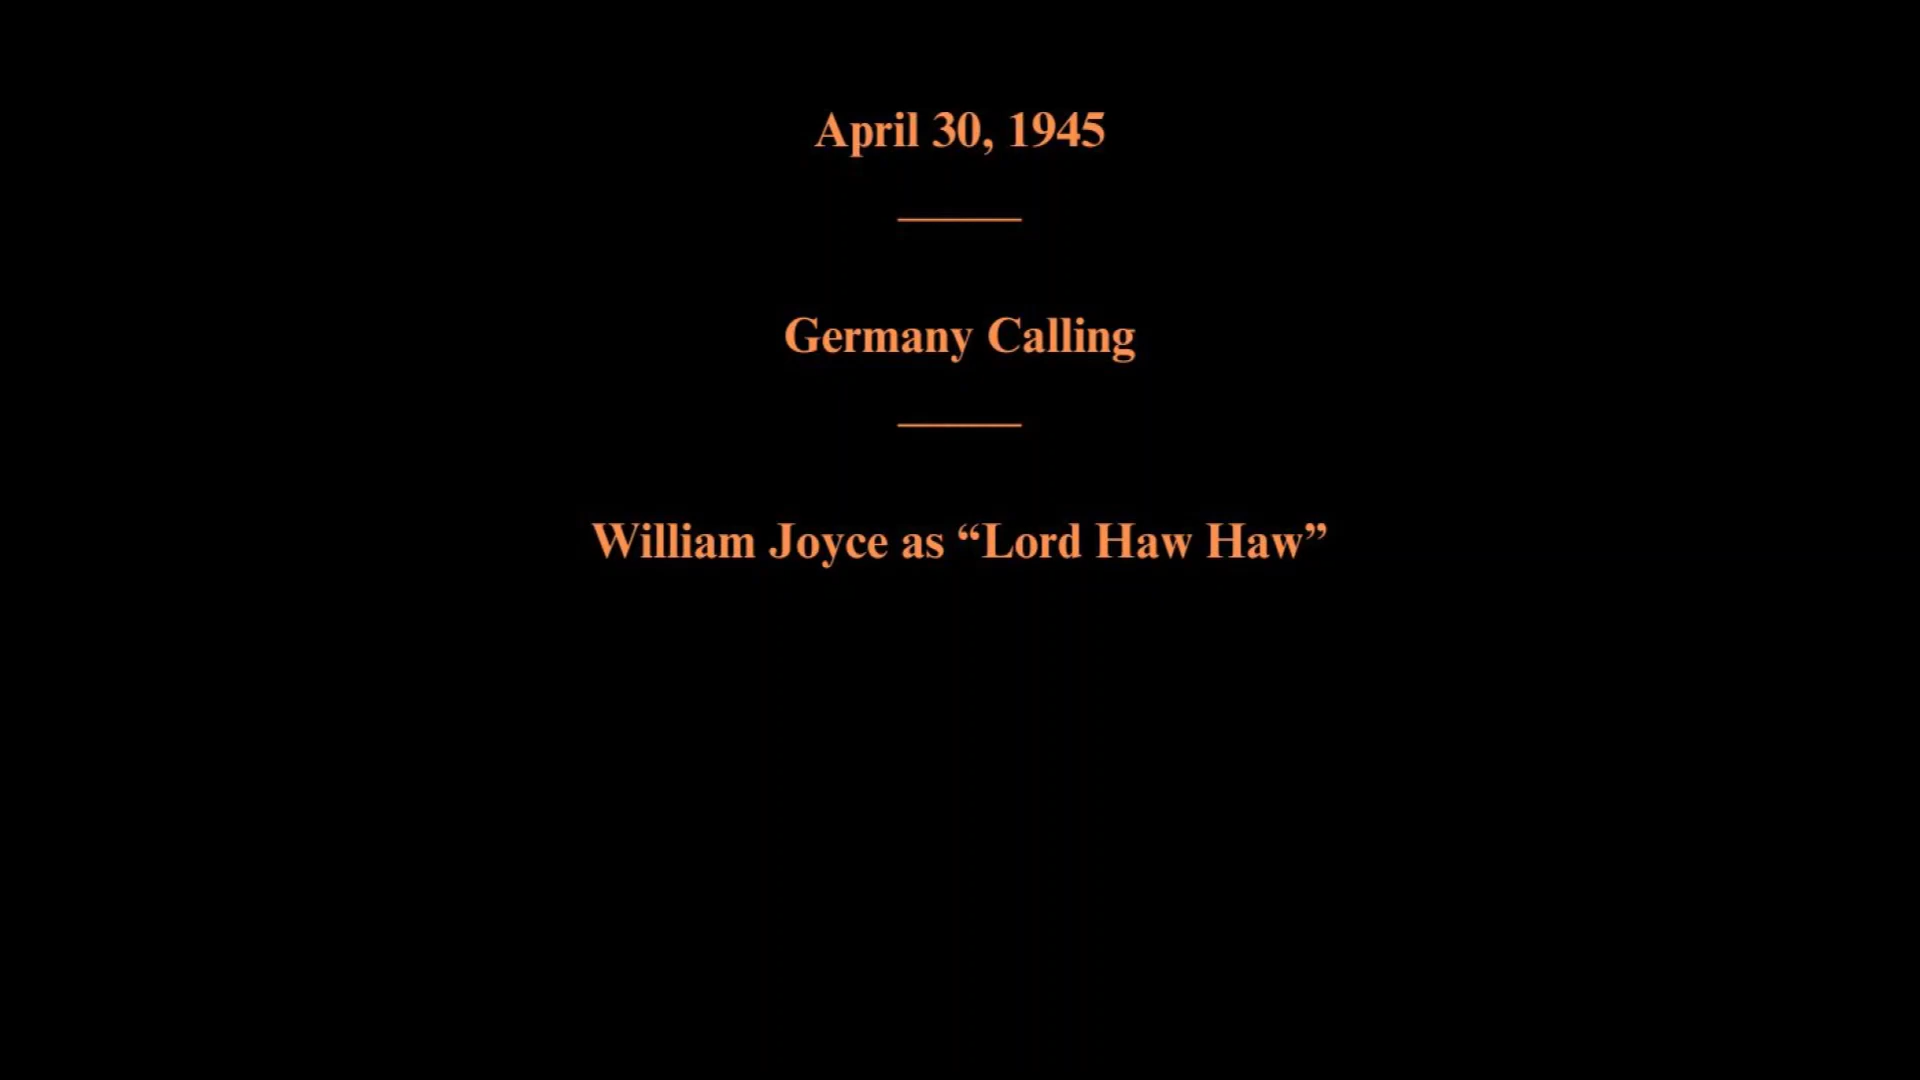 April 30, 1945
Germany Calling
William Joyce as “Lord Haw Haw”